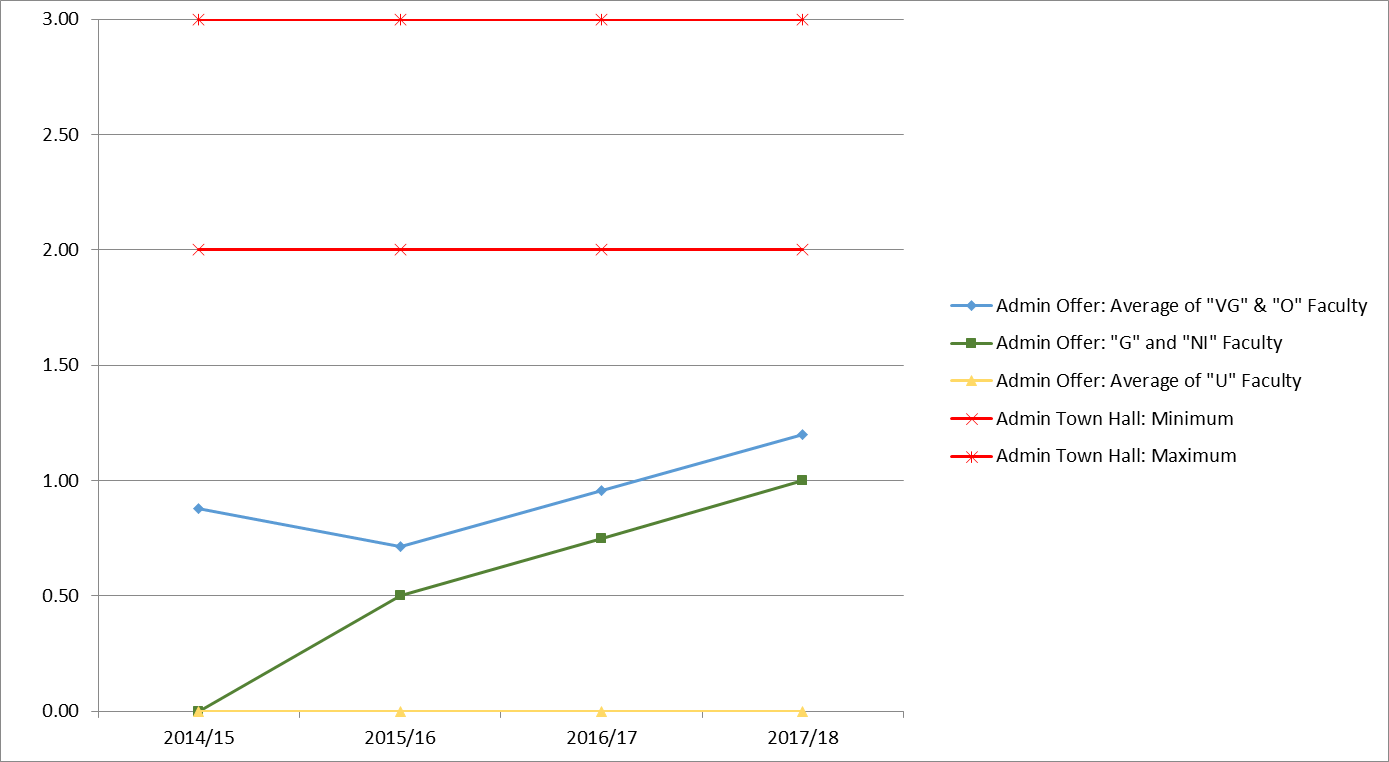 3.00
2.50
2.00
1.50
1.00
0.50
0.00
2014/15 2015/16 2016/17 2017/18
Admin Offer: Average of "VG" & "O" Faculty
Admin Offer: "G" and "NI" Faculty
Admin Offer: Average of "U" Faculty
Admin Town Hall: Minimum
Admin Town Hall: Maximum